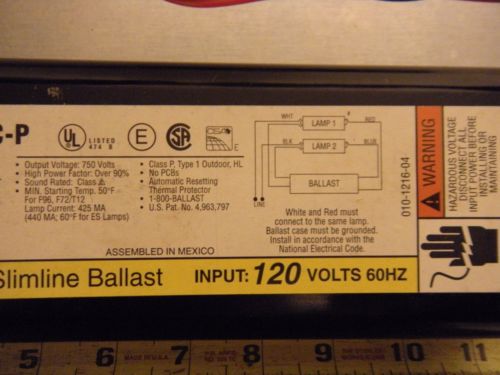 C-P
UL LISTED
474 B
E
SA
WHT
LAMP 1
RED
BLK
LAMP 2
BLUE
BALLAST
LINE
• Output Voltage: 750 Volts
• High Power Factor: Over 90%
• Sound Rated: Class A
• MIN. Starting Temp. 50°F
For F96, F72/T12
Lamp Current: 425 MA
(440 MA; 60°F for ES Lamps)
• Class P, Type 1 Outdoor, HL
• No PCBs
• Automatic Resetting
Thermal Protector
• 1-800-BALLAST
• U.S. Pat. No. 4,963,797
White and Red must
connect to the same lamp.
Ballast case must be grounded.
Install in accordance with the
National Electrical Code.
ASSEMBLED IN MEXICO
010-1216-04
WARNING
HAZARDOUS VOLTAGE
DISCONNECT ALL
INPUT POWER BEFORE
INSTALLING OR
MAINTAINING
Slimline Ballast
INPUT: 120 VOLTS 60HZ
5 6 7 8 9 10 11
MADE IN U.S.A.